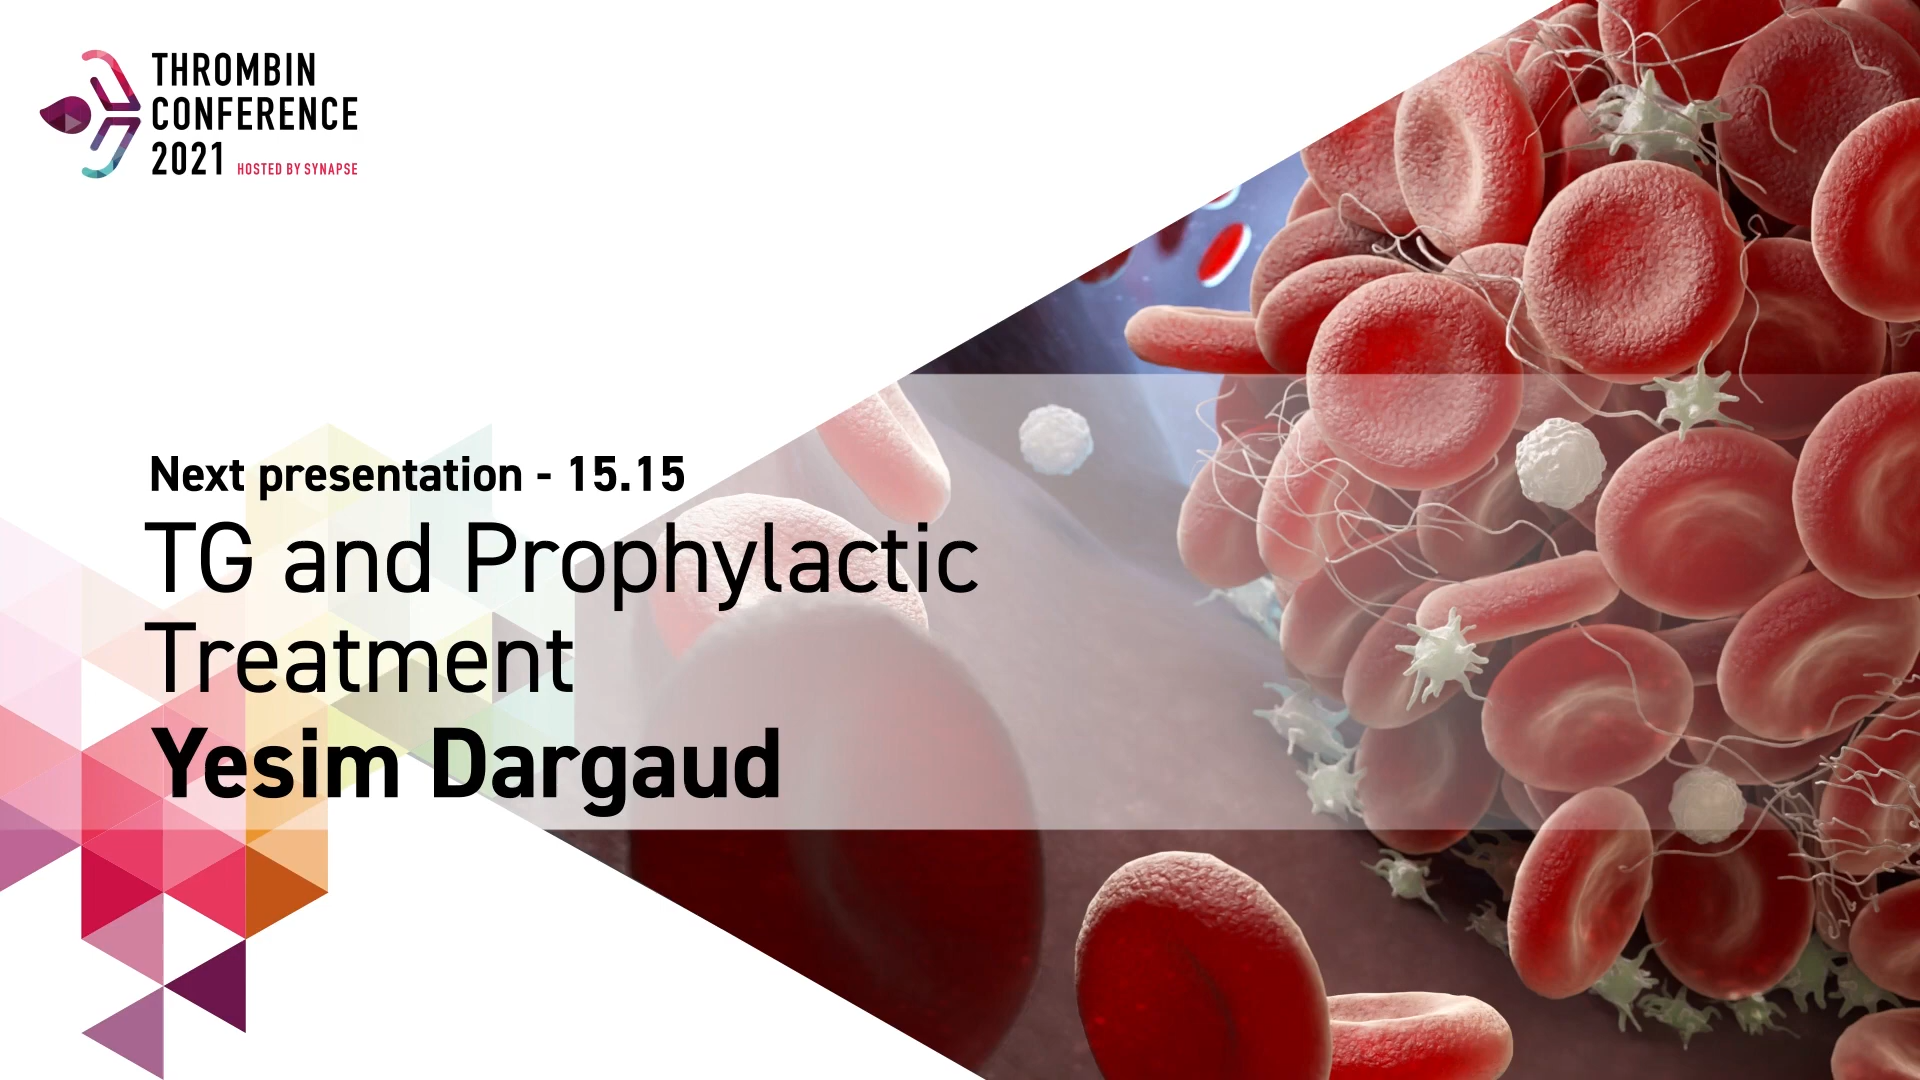 THROMBIN
CONFERENCE
2021 HOSTED BY SYNAPSE
Next presentation - 15.15
TG and Prophylactic
Treatment
Yesim Dargaud